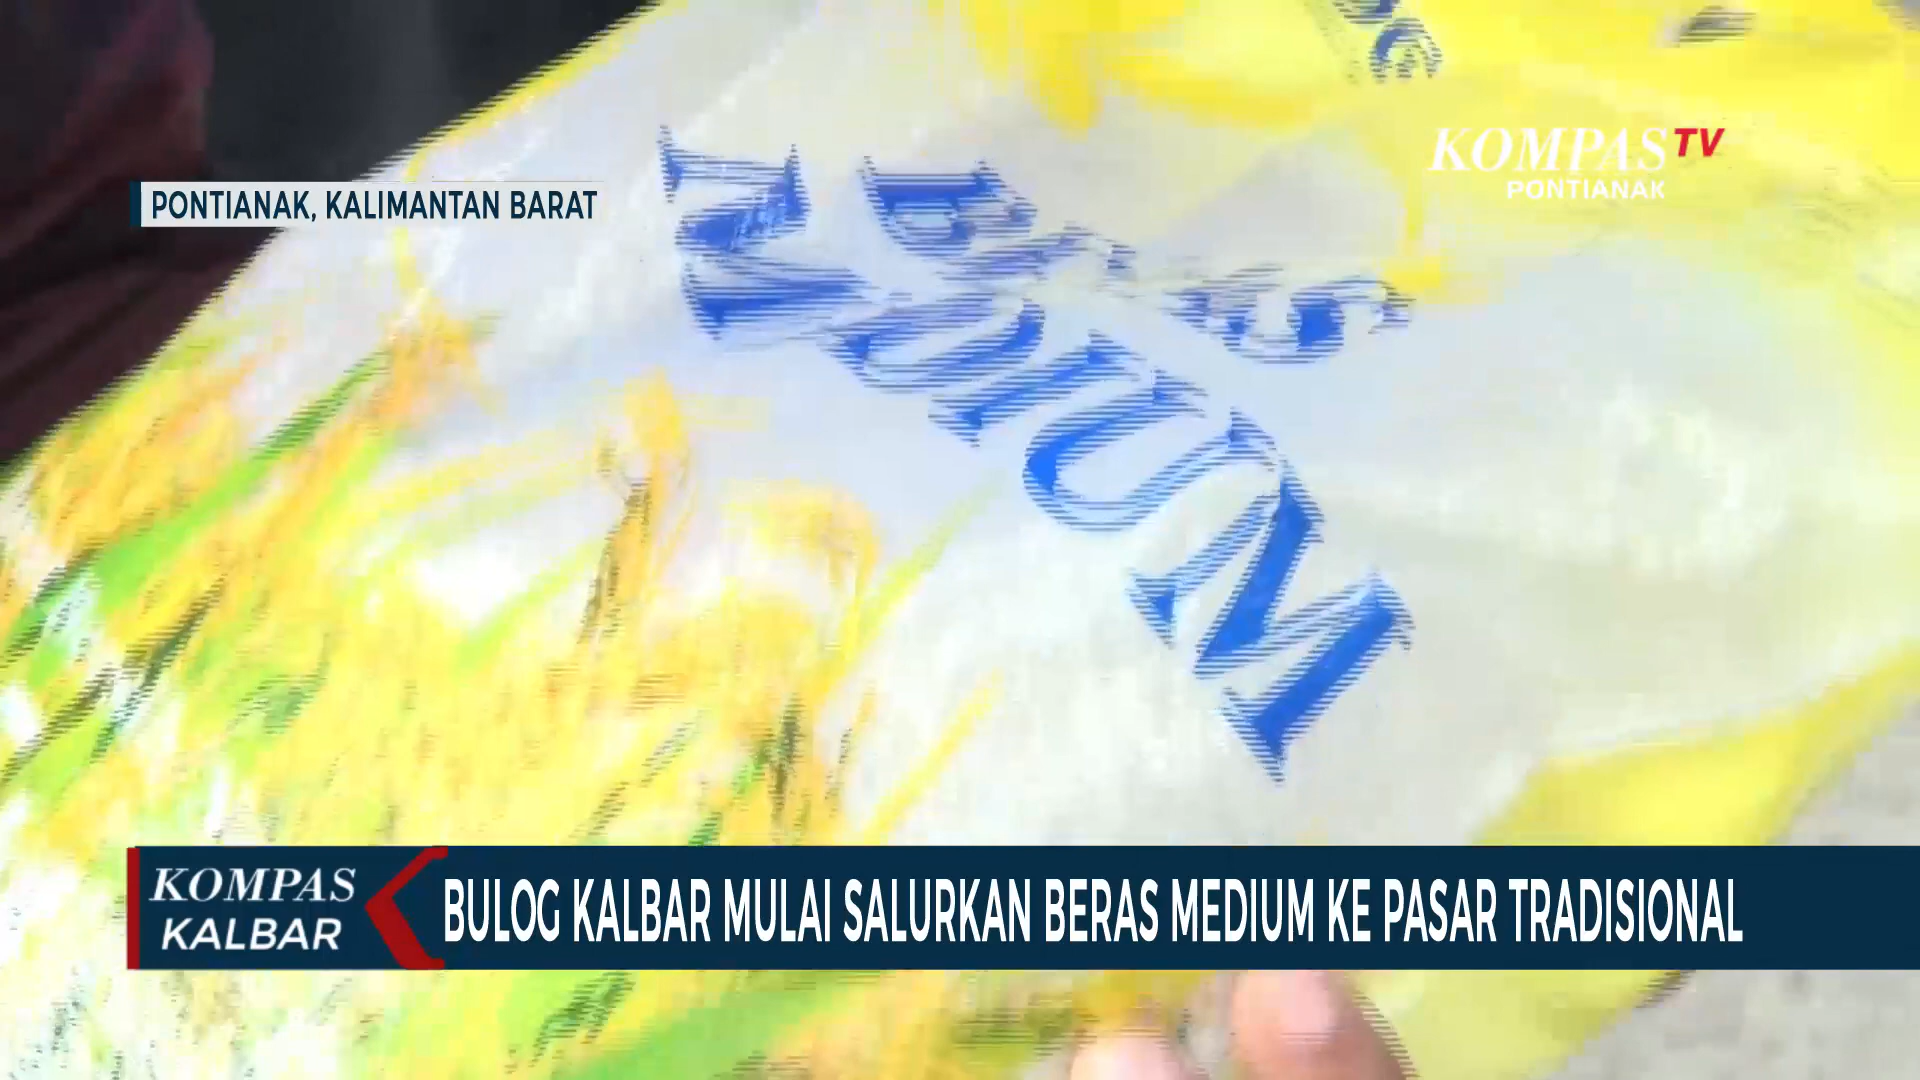 KOMPAS TV
PONTIANAK
PONTIANAK, KALIMANTAN BARAT
MEDIUM
KOMPAS
KALBAR
BULOG KALBAR MULAI SALURKAN BERAS MEDIUM KE PASAR TRADISIONAL